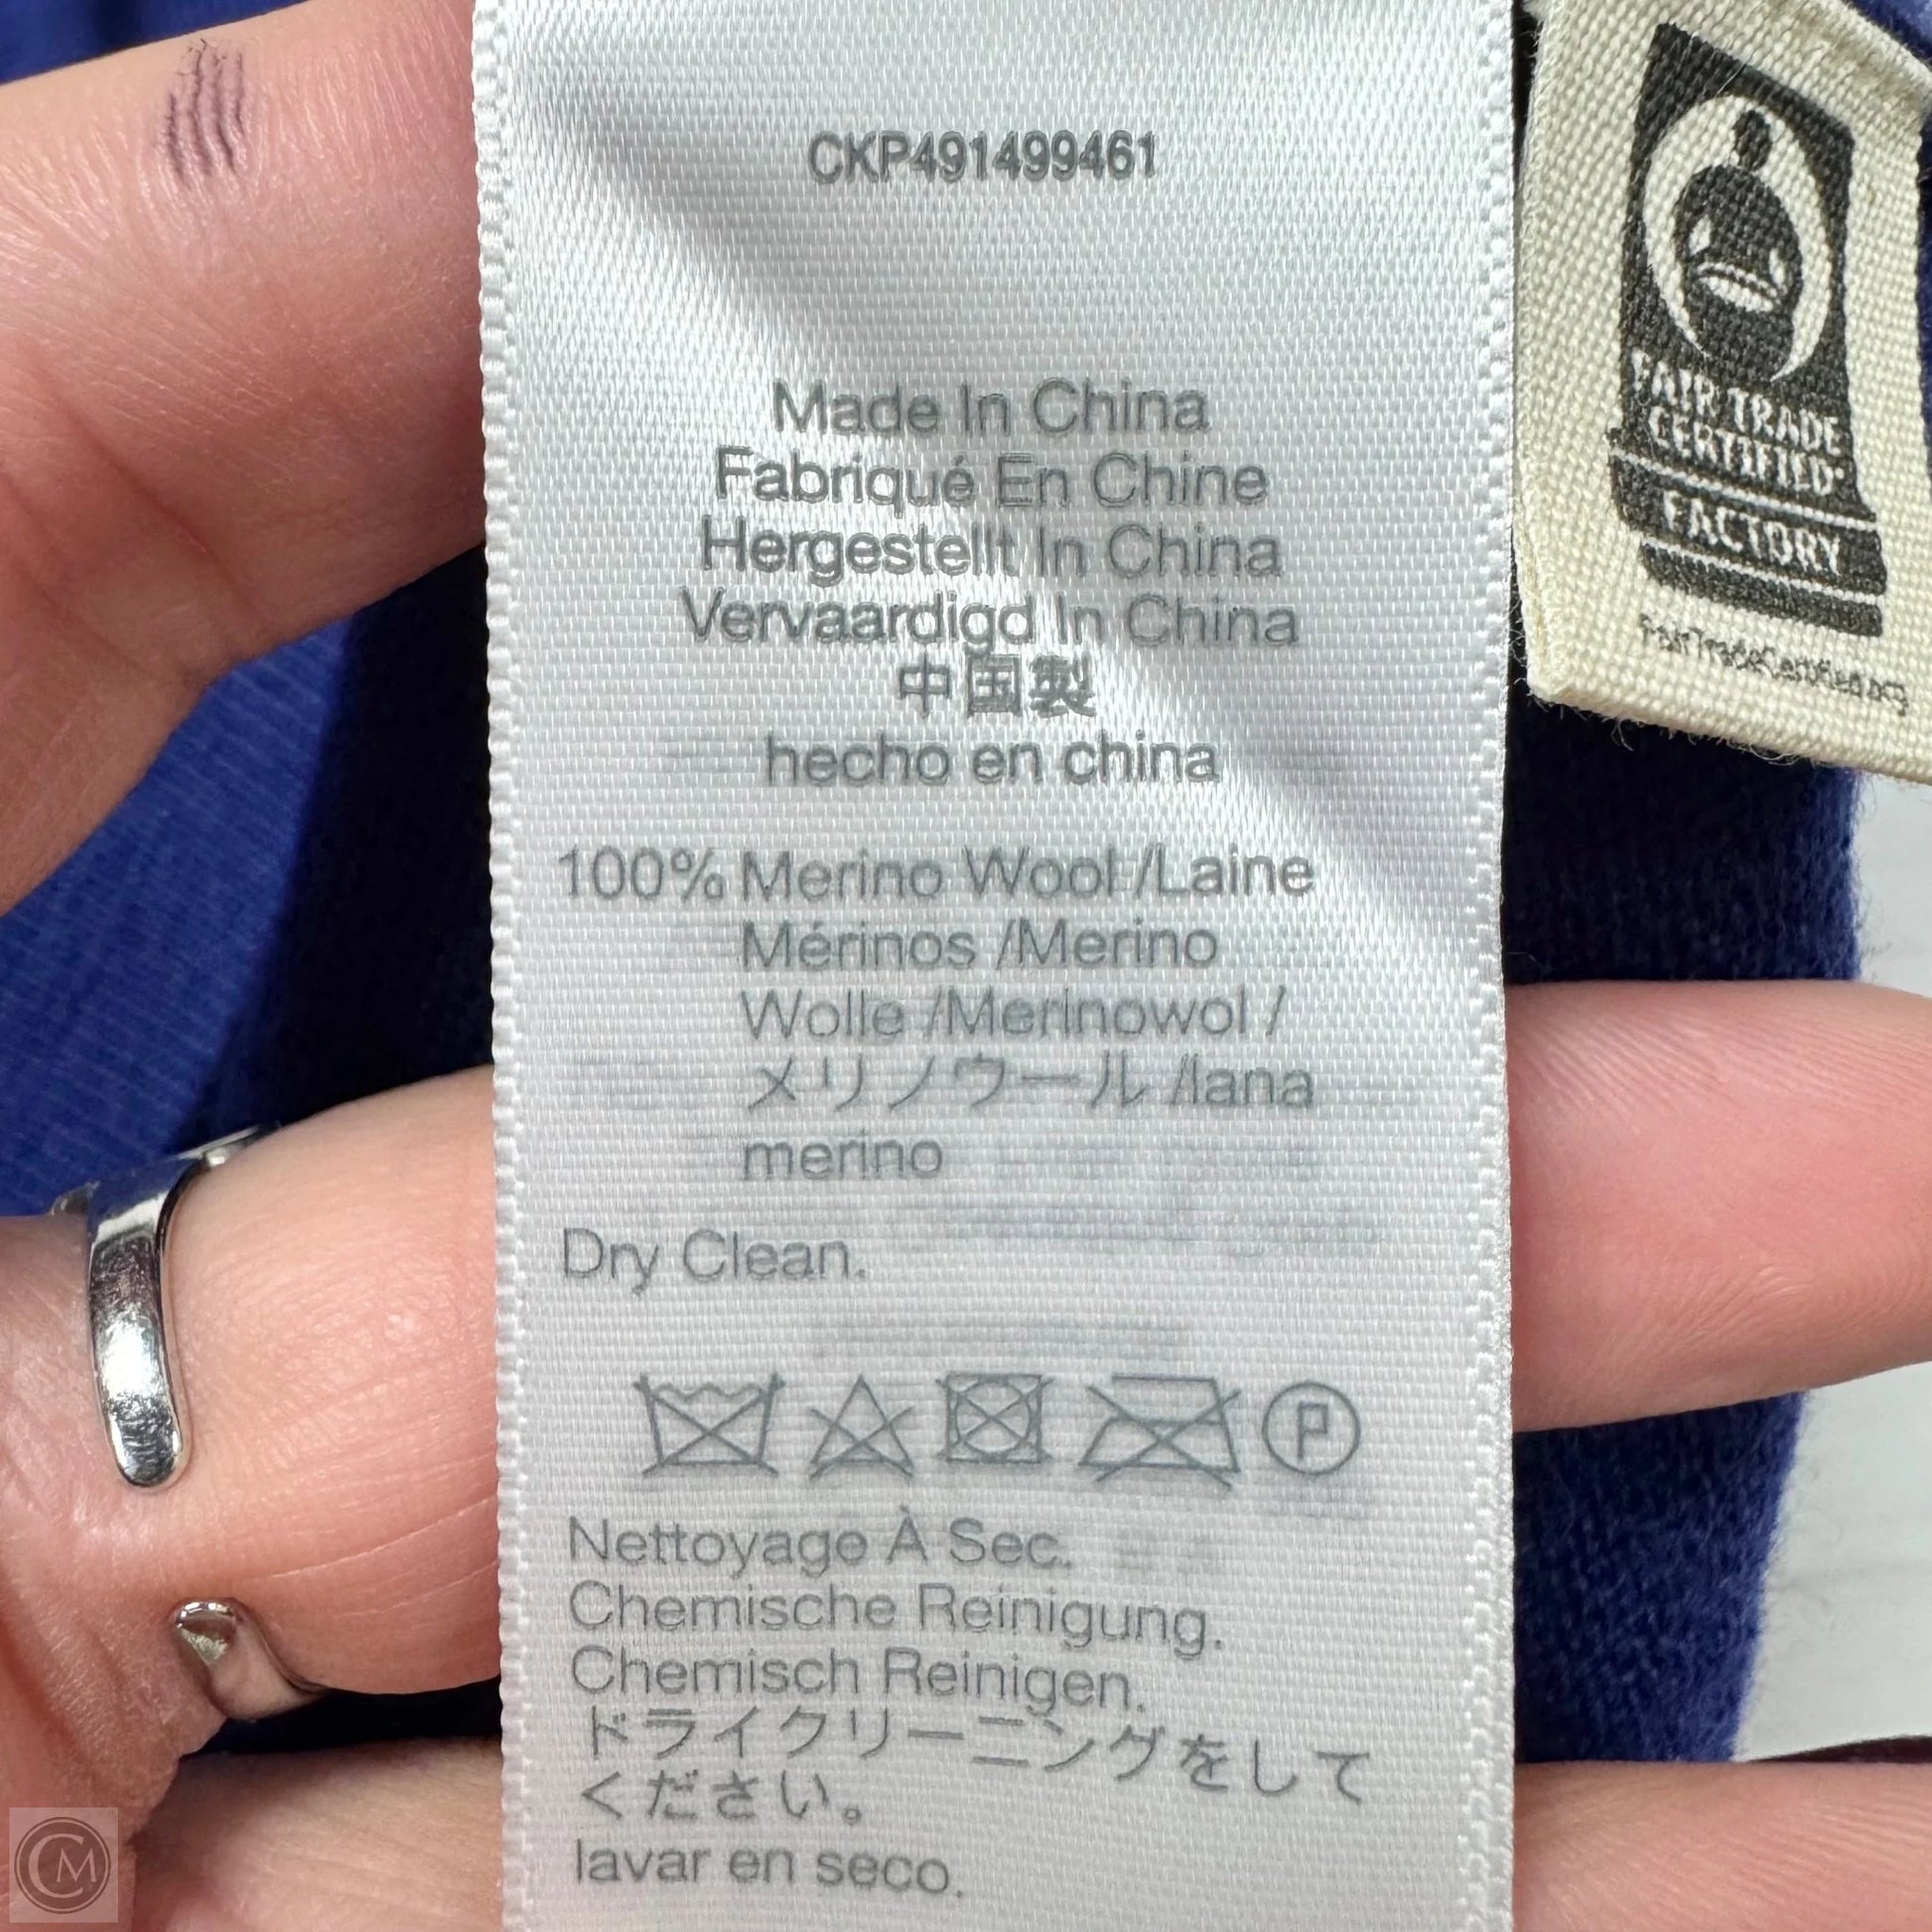 CKP491499461
Made In China
Fabriqué En Chine
Hergestellt In China
Vervaardigd In China
中国製
hecho en china
100% Merino Wool /Laine
Mérinos /Merino
Wolle /Merinowol /
メリノウール /lana
merino
Dry Clean.
P
Nettoyage À Sec.
Chemische Reinigung.
Chemisch Reinigen.
ドライクリーニングをして
ください。
lavar en seco.
FAIR TRADE
CERTIFIED
FACTORY
FairTradeCertified.org
CM